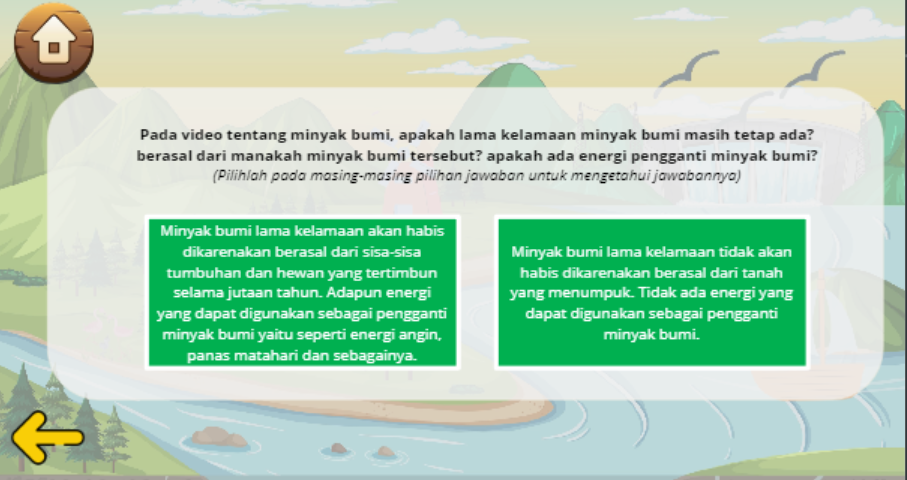 Pada video tentang minyak bumi, apakah lama kelamaan minyak bumi masih tetap ada?
berasal dari manakah minyak bumi tersebut? apakah ada energi pengganti minyak bumi?
(Pilihlah pada masing-masing pilihan jawaban untuk mengetahui jawabannya)
Minyak bumi lama kelamaan akan habis
dikarenakan berasal dari sisa-sisa
tumbuhan dan hewan yang tertimbun
selama jutaan tahun. Adapun energi
yang dapat digunakan sebagai pengganti
minyak bumi yaitu seperti energi angin,
panas matahari dan sebagainya.
Minyak bumi lama kelamaan tidak akan
habis dikarenakan berasal dari tanah
yang menumpuk. Tidak ada energi yang
dapat digunakan sebagai pengganti
minyak bumi.